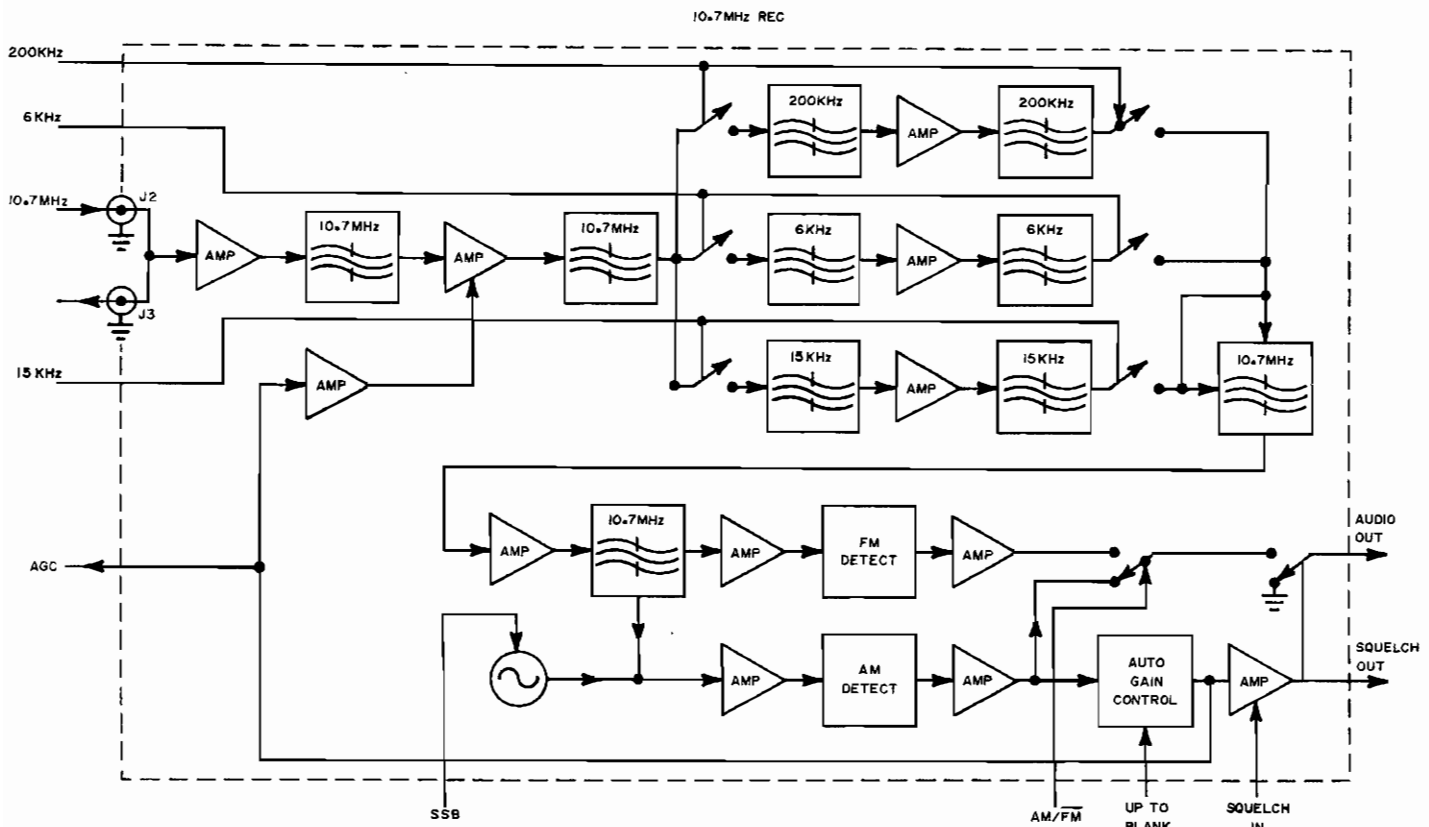 10.7MHz REC
200KHz
200KHz
200KHz
AMP
6KHz
J2
10.7MHz
10.7MHz
10.7MHz
6KHz
6KHz
AMP
AMP
AMP
J3
15KHz
15KHz
15KHz
10.7MHz
AMP
AMP
10.7MHz
AMP
AMP
FM
DETECT
AMP
AUDIO
OUT
AGC
AMP
AM
DETECT
AMP
AUTO
GAIN
CONTROL
AMP
SQUELCH
OUT
SSB
AM/FM
UP TO
BLANK
SQUELCH
IN